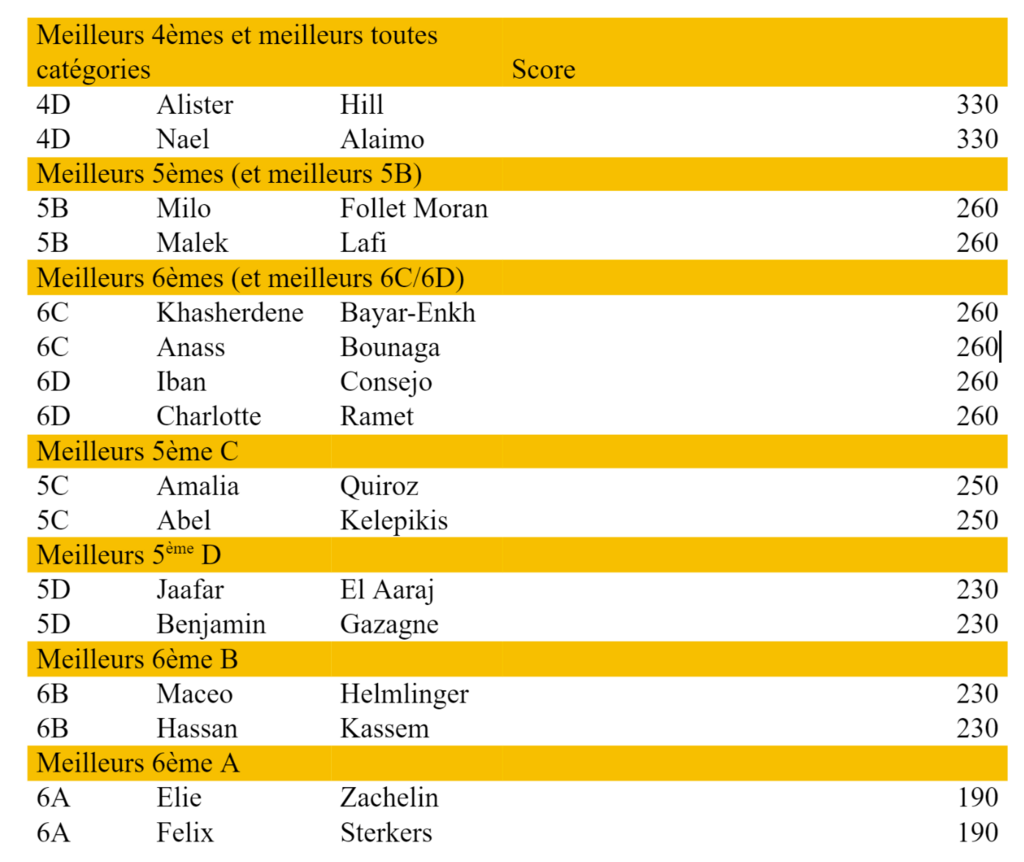 Meilleurs 4èmes et meilleurs toutes
catégories Score
4D Alister Hill 330
4D Nael Alaimo 330
Meilleurs 5èmes (et meilleurs 5B)
5B Milo Follet Moran 260
5B Malek Lafi 260
Meilleurs 6èmes (et meilleurs 6C/6D)
6C Khasherdene Bayar-Enkh 260
6C Anass Bounaga 260
6D Iban Consejo 260
6D Charlotte Ramet 260
Meilleurs 5ème C
5C Amalia Quiroz 250
5C Abel Kelepikis 250
Meilleurs 5ème D
5D Jaafar El Aaraj 230
5D Benjamin Gazagne 230
Meilleurs 6ème B
6B Maceo Helmlinger 230
6B Hassan Kassem 230
Meilleurs 6ème A
6A Elie Zachelin 190
6A Felix Sterkers 190